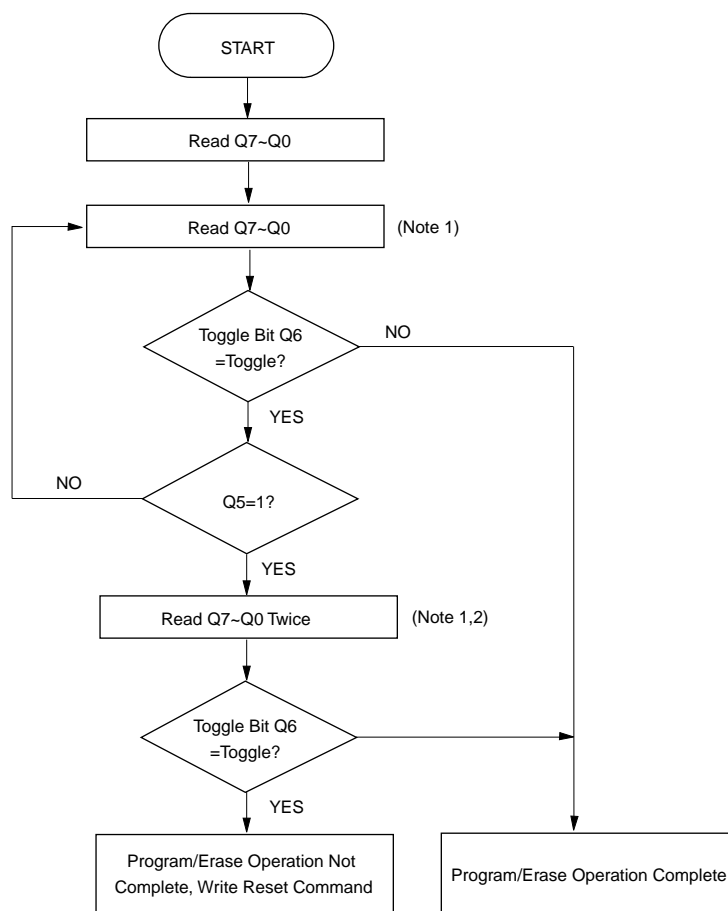 START
Read Q7~Q0
Read Q7~Q0
(Note 1)
Toggle Bit Q6
=Toggle?
NO
YES
NO
Q5=1?
YES
Read Q7~Q0 Twice
(Note 1,2)
Toggle Bit Q6
=Toggle?
YES
Program/Erase Operation Not
Complete, Write Reset Command
Program/Erase Operation Complete